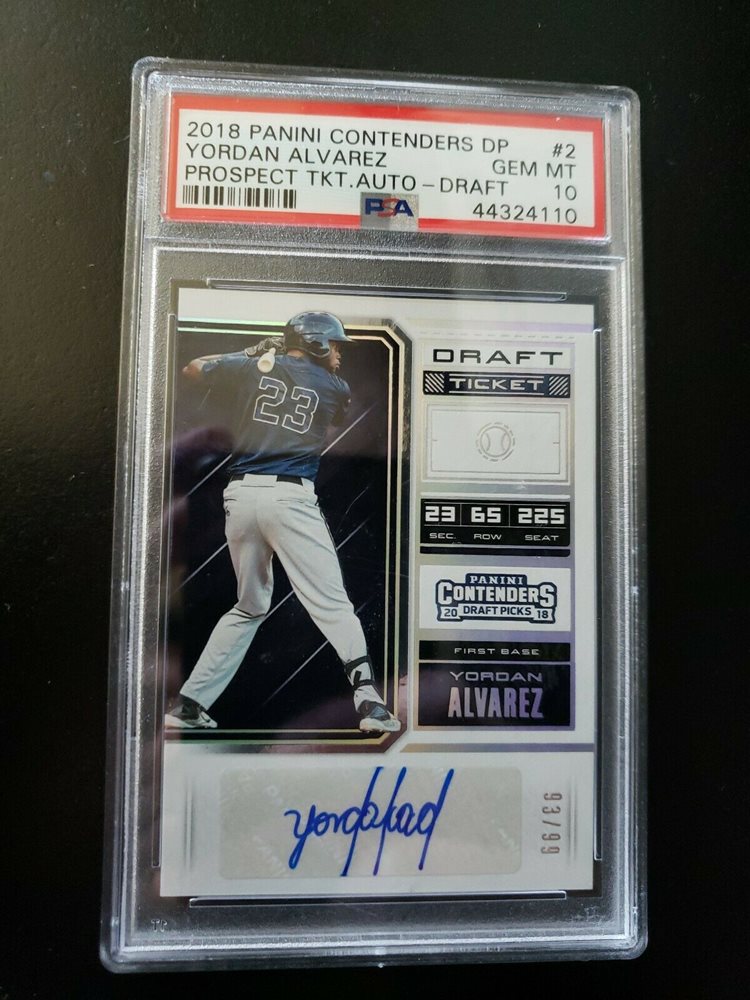 2018 PANINI CONTENDERS DP #2
YORDAN ALVAREZ GEM MT
PROSPECT TKT.AUTO-DRAFT 10
PSA 44324110
23
DRAFT
TICKET
23 65 225
SEC. ROW SEAT
PANINI
CONTENDERS
20 DRAFT PICKS 18
FIRST BASE
YORDAN
ALVAREZ
93/99